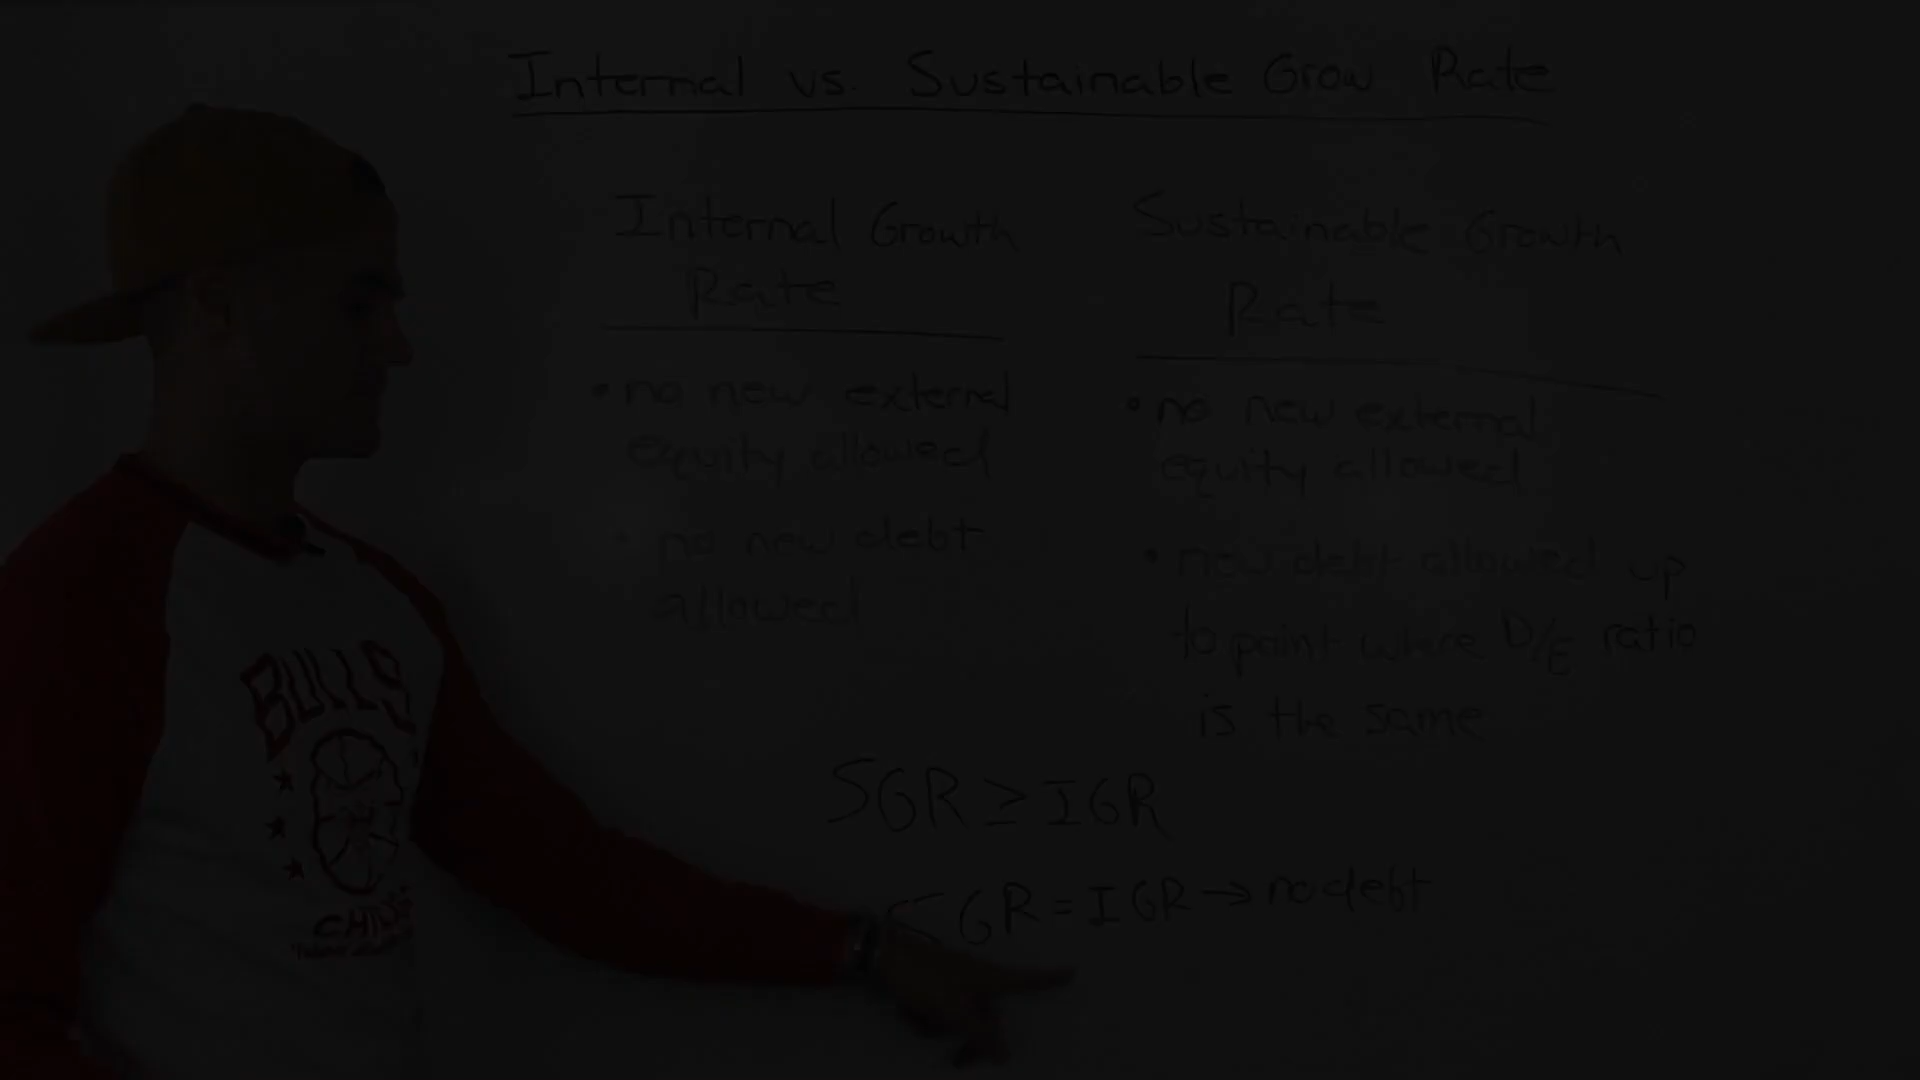 Internal vs. Sustainable Grow Rate
Internal Growth
Rate
• no new external
equity allowed
• no new debt
allowed
Sustainable Growth
Rate
• no new external
equity allowed
• new debt allowed up
to point where D/E ratio
is the same
SGR ≥ IGR
SGR = IGR → no debt
BULLS